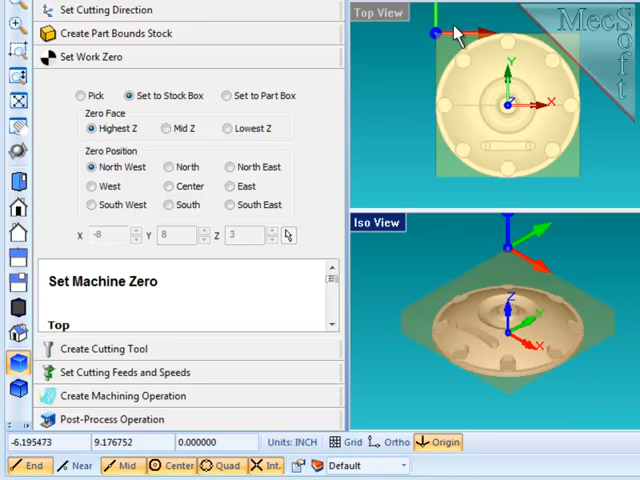 Set Cutting Direction
Create Part Bounds Stock
Set Work Zero
Pick Set to Stock Box Set to Part Box
Zero Face
Highest Z Mid Z Lowest Z
Zero Position
North West North North East
West Center East
South West South South East
X -8 Y 8 Z 3
Set Machine Zero
Top
Create Cutting Tool
Set Cutting Feeds and Speeds
Create Machining Operation
Post-Process Operation
Top View
MecSoft
Y
Z X
Iso View
Z
Y
X
-6.195473 9.176752 0.000000 Units: INCH Grid Ortho Origin
End Near Mid Center Quad Int. Default